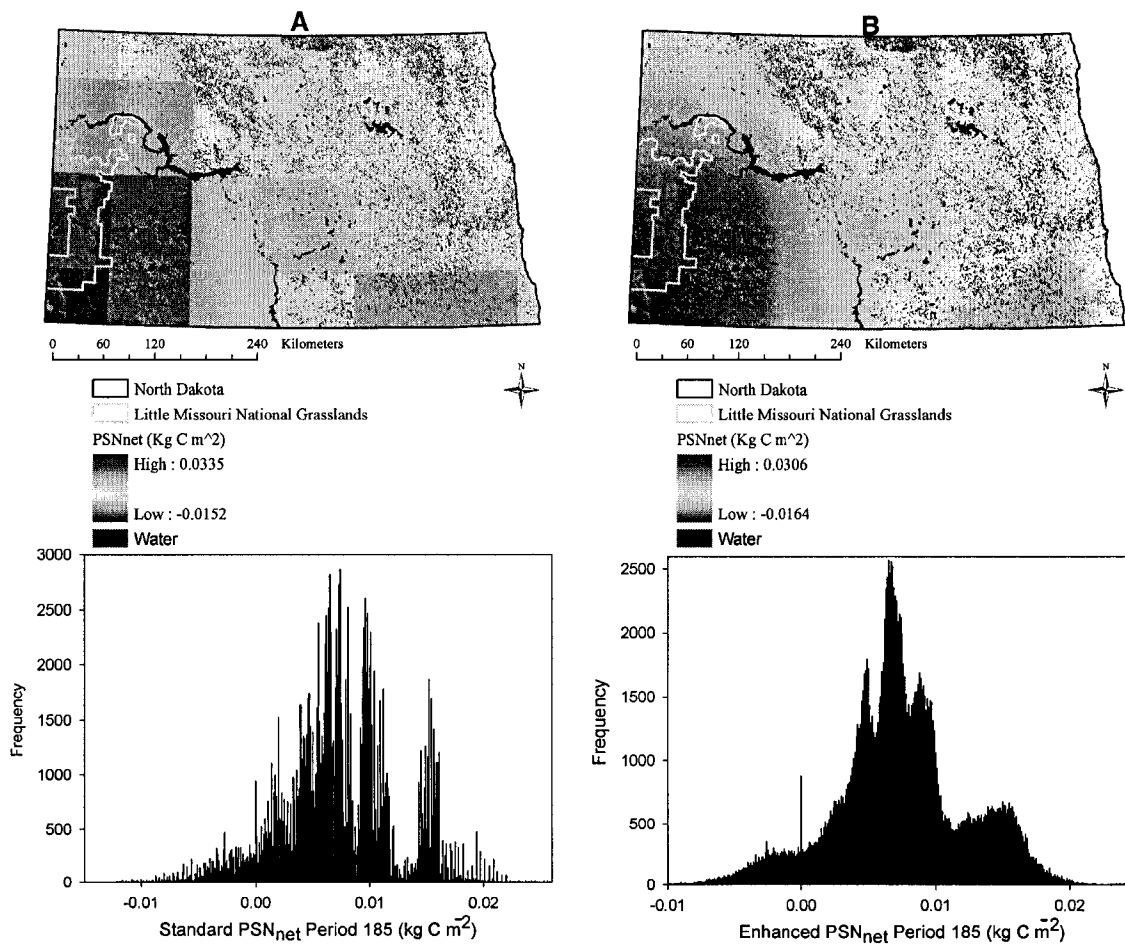 A
0 60 120 180 240 Kilometers
N
North Dakota
Little Missouri National Grasslands
PSNnet (Kg C m^2)
High : 0.0335
Low : -0.0152
Water
3000
2500
2000
1500
1000
500
0
Frequency
-0.01 0.00 0.01 0.02
Standard PSNnet Period 185 (kg C m-2)
B
0 30 60 120 180 240 Kilometers
N
North Dakota
Little Missouri National Grasslands
PSNnet (Kg C m^2)
High : 0.0306
Low : -0.0164
Water
2500
2000
1500
1000
500
0
Frequency
-0.01 0.00 0.01 0.02
Enhanced PSNnet Period 185 (kg C m-2)